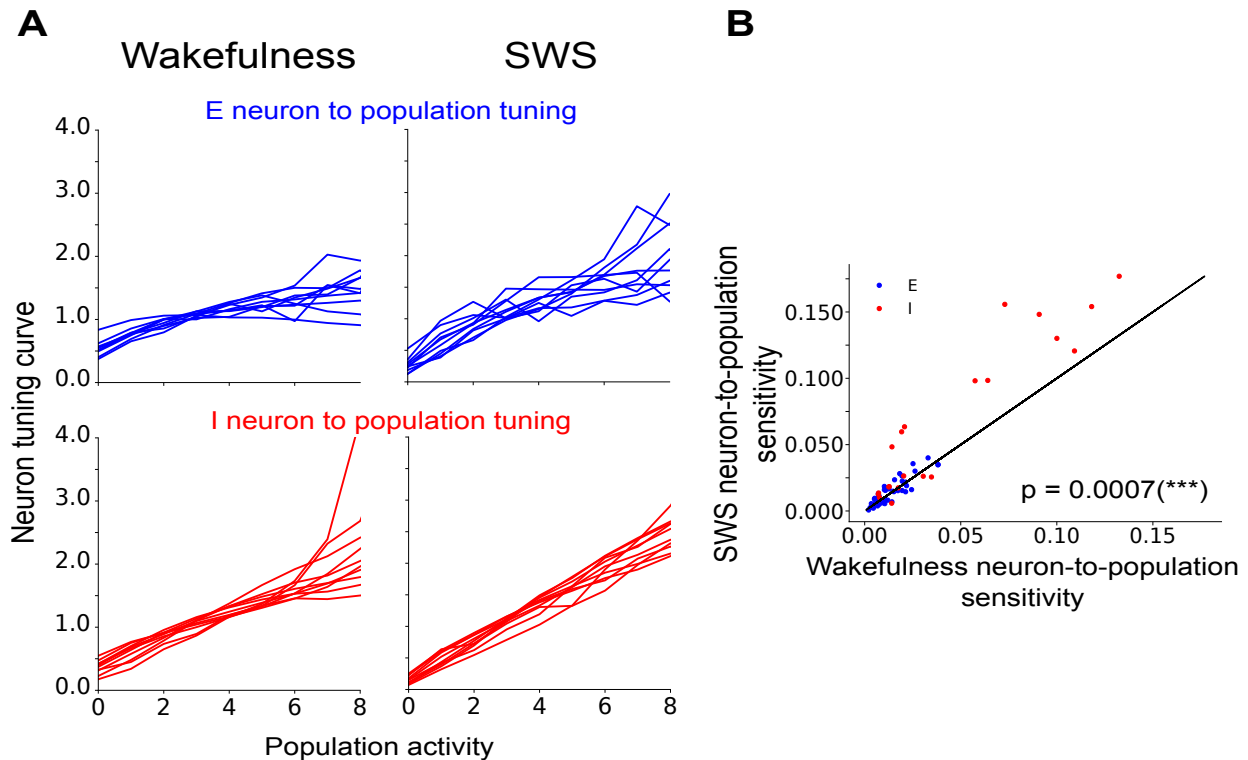 A
B
Wakefulness
SWS
E neuron to population tuning
4.0
3.0
2.0
1.0
0.0
I neuron to population tuning
4.0
3.0
2.0
1.0
0.0
0 2 4 6 8
0 2 4 6 8
Neuron tuning curve
Population activity
SWS neuron-to-population
sensitivity
0.150
0.100
0.050
0.000
E
I
p = 0.0007(***)
0.00 0.05 0.10 0.15
Wakefulness neuron-to-population
sensitivity